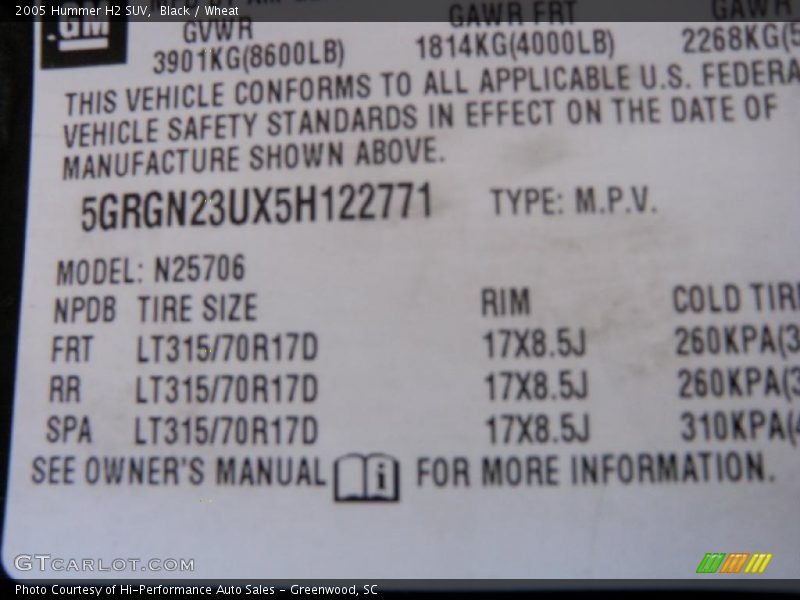 2005 Hummer H2 SUV, Black / Wheat
GM
GVWR GAWR FRT GAWR
3901KG(8600LB) 1814KG(4000LB) 2268KG(5
THIS VEHICLE CONFORMS TO ALL APPLICABLE U.S. FEDERA
VEHICLE SAFETY STANDARDS IN EFFECT ON THE DATE OF
MANUFACTURE SHOWN ABOVE.
5GRGN23UX5H122771 TYPE: M.P.V.
MODEL: N25706
NPDB TIRE SIZE RIM COLD TIRE
FRT LT315/70R17D 17X8.5J 260KPA(3
RR LT315/70R17D 17X8.5J 260KPA(3
SPA LT315/70R17D 17X8.5J 310KPA(4
SEE OWNER'S MANUAL i FOR MORE INFORMATION.
GTCARLOT.COM
Photo Courtesy of Hi-Performance Auto Sales - Greenwood, SC